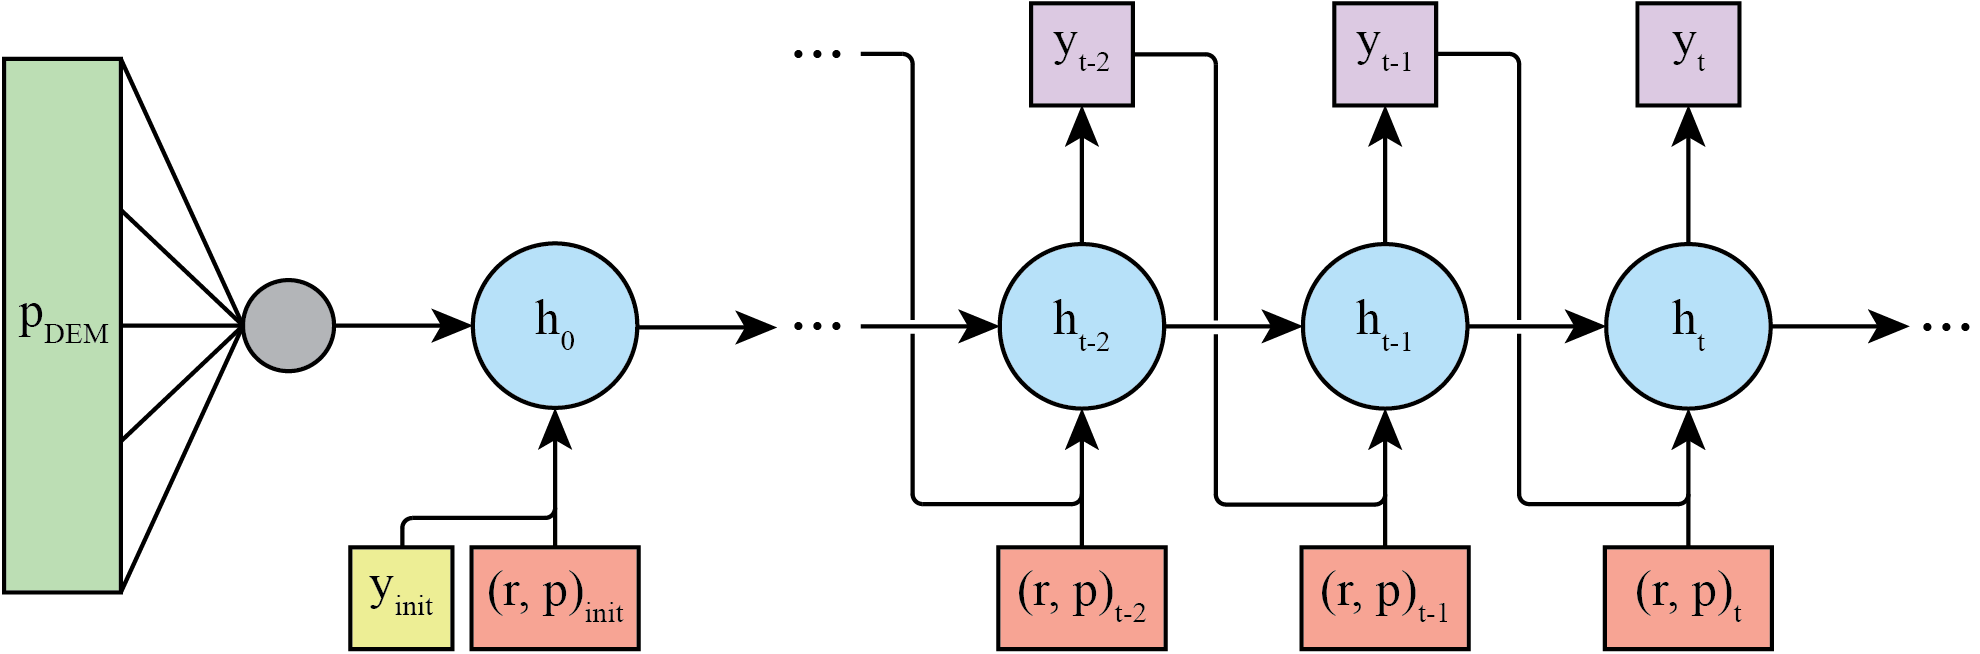 ... y_{t-2} y_{t-1} y_t
p_{DEM} h_0 ... h_{t-2} h_{t-1} h_t ...
y_{init} (r, p)_{init} (r, p)_{t-2} (r, p)_{t-1} (r, p)_t